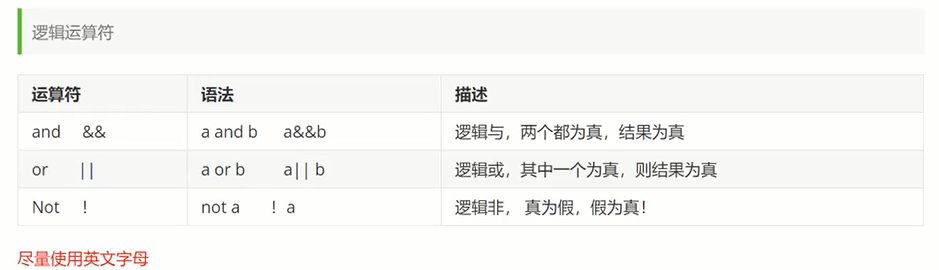 逻辑运算符
运算符 语法 描述
and && a and b a&&b 逻辑与，两个都为真，结果为真
or || a or b a|| b 逻辑或，其中一个为真，则结果为真
Not ! not a ! a 逻辑非， 真为假，假为真！
尽量使用英文字母